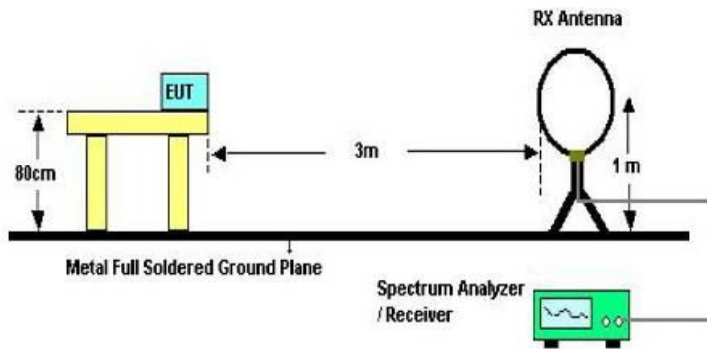 RX Antenna
EUT
3m
80cm
1 m
Metal Full Soldered Ground Plane
Spectrum Analyzer
/ Receiver